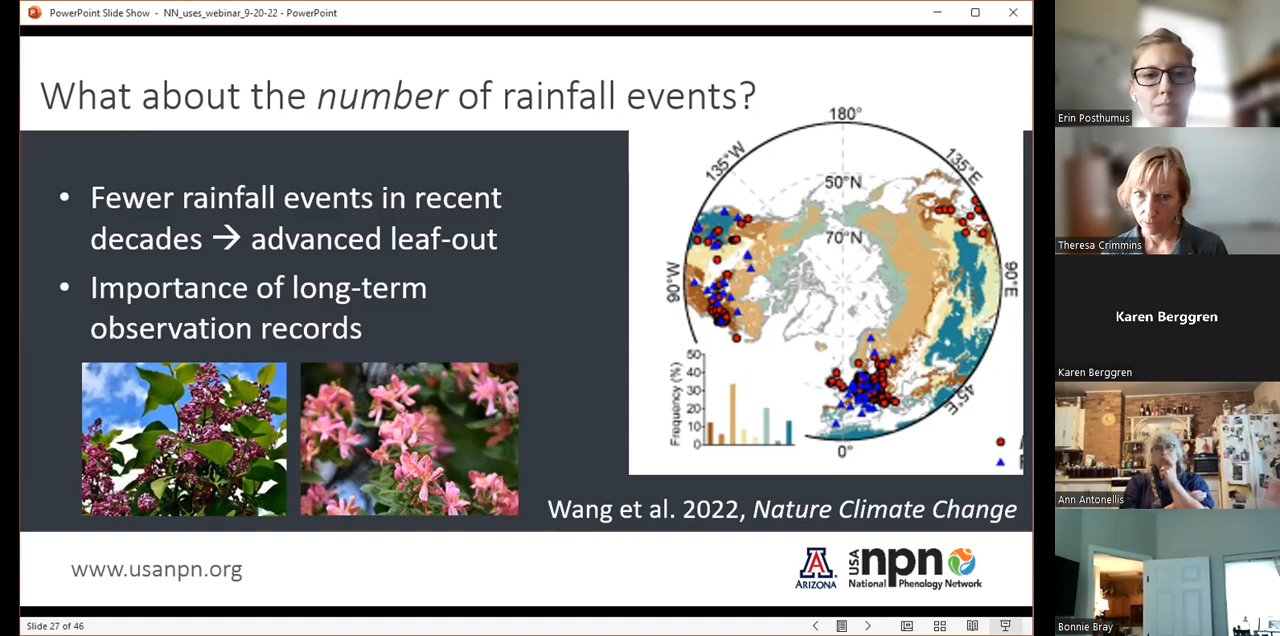 PowerPoint Slide Show - NN_uses_webinar_9-20-22 - PowerPoint
What about the number of rainfall events?
• Fewer rainfall events in recent
decades → advanced leaf-out
• Importance of long-term
observation records
180°
135°W
135°E
50°N
70°N
90°W
90°E
45°E
0°
Frequency (%)
50
40
30
20
10
0
Wang et al. 2022, Nature Climate Change
www.usanpn.org
A
ARIZONA
USA
npn
National Phenology Network
Slide 27 of 46
Erin Posthumus
Theresa Crimmins
Karen Berggren
Karen Berggren
Ann Antonellis
Bonnie Bray